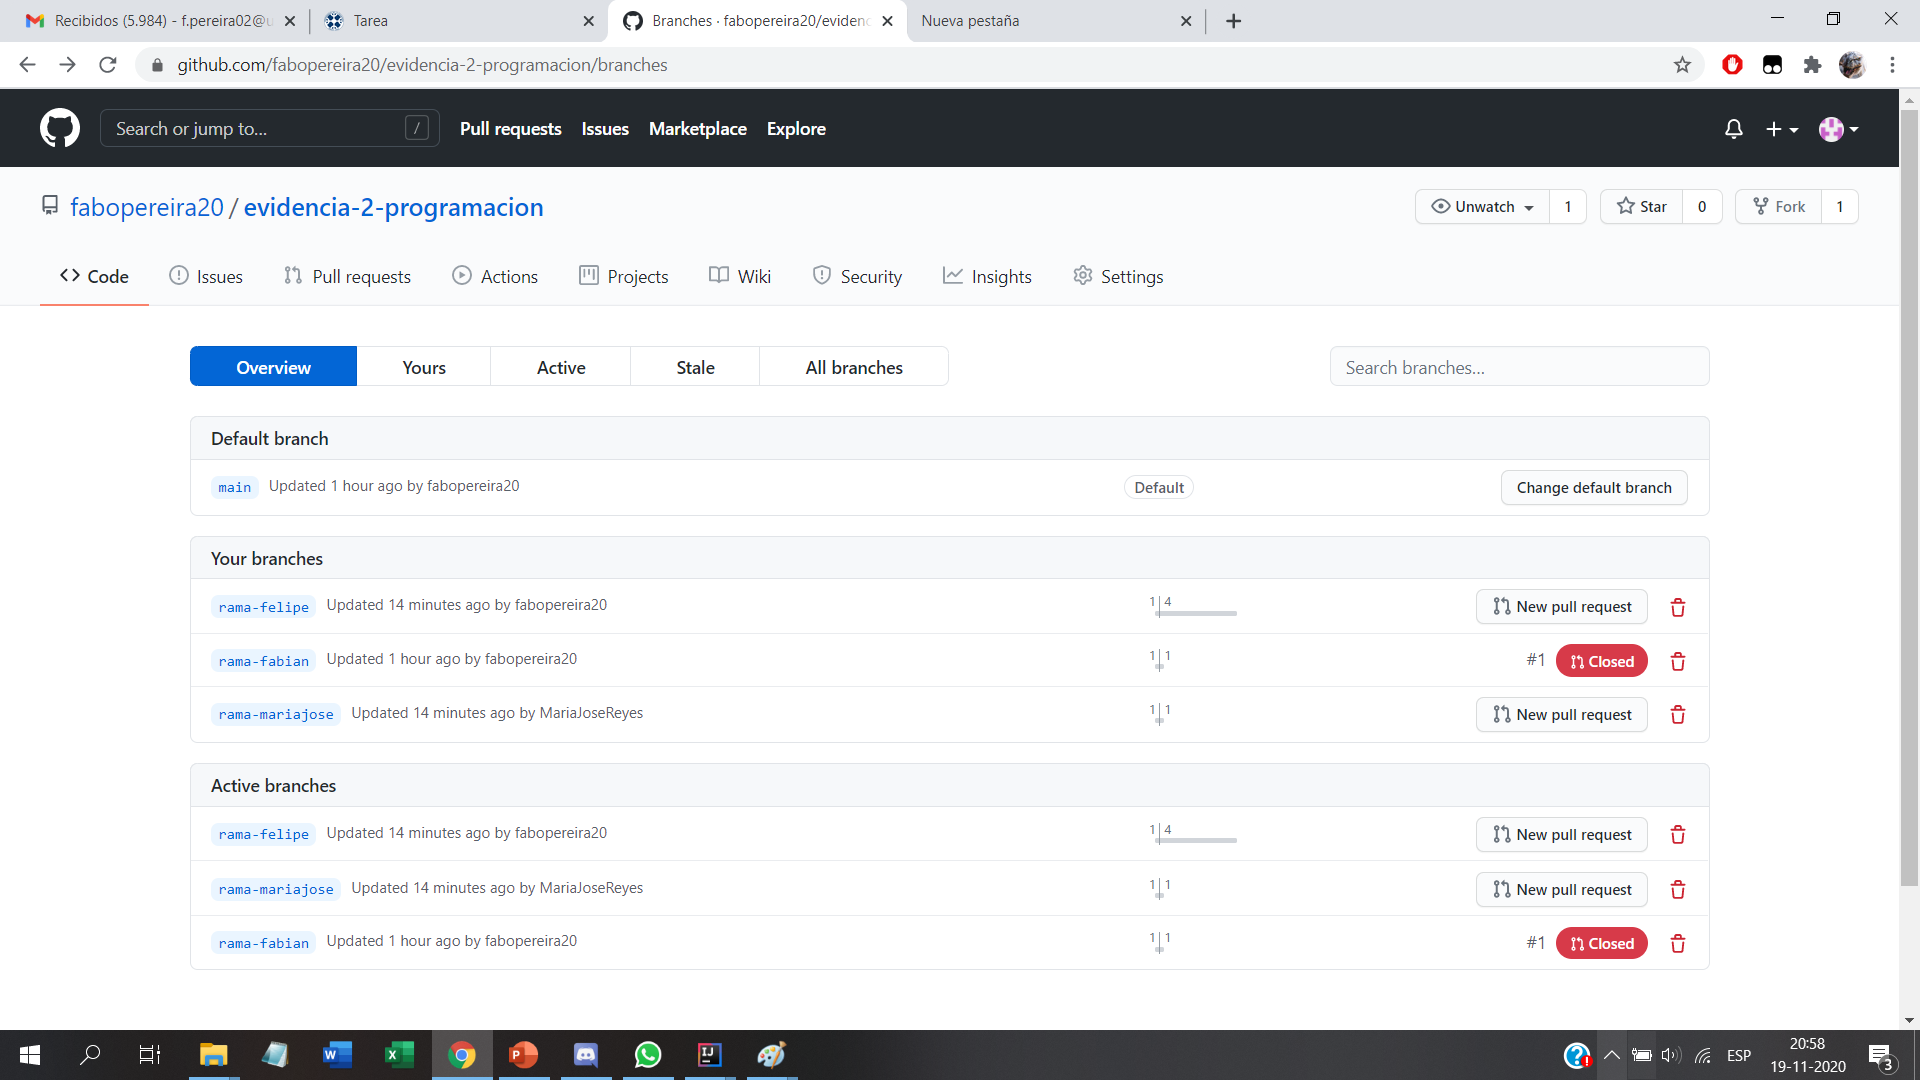 Recibidos (5.984) - f.pereira02@u
Tarea
Branches · fabopereira20/evidenc
Nueva pestaña
github.com/fabopereira20/evidencia-2-programacion/branches
Search or jump to... /
Pull requests Issues Marketplace Explore
fabopereira20 / evidencia-2-programacion
Unwatch 1 Star 0 Fork 1
Code Issues Pull requests Actions Projects Wiki Security Insights Settings
Overview Yours Active Stale All branches Search branches...
Default branch
main Updated 1 hour ago by fabopereira20 Default Change default branch
Your branches
rama-felipe Updated 14 minutes ago by fabopereira20 1 | 4 New pull request
rama-fabian Updated 1 hour ago by fabopereira20 1 | 1 #1 Closed
rama-mariajose Updated 14 minutes ago by MariaJoseReyes 1 | 1 New pull request
Active branches
rama-felipe Updated 14 minutes ago by fabopereira20 1 | 4 New pull request
rama-mariajose Updated 14 minutes ago by MariaJoseReyes 1 | 1 New pull request
rama-fabian Updated 1 hour ago by fabopereira20 1 | 1 #1 Closed
ESP
20:58
19-11-2020
3